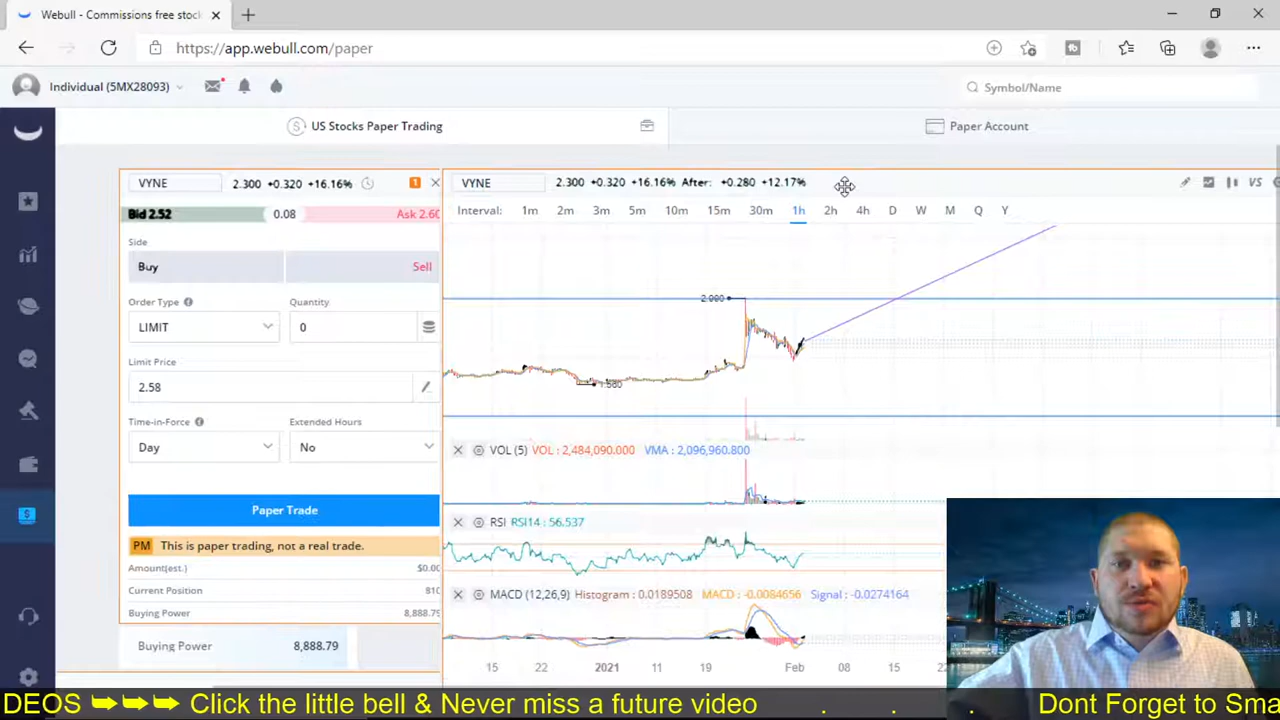 Webull - Commissions free stoc
https://app.webull.com/paper
Individual (5MX28093)
Symbol/Name
US Stocks Paper Trading
Paper Account
VYNE 2.300 +0.320 +16.16% 1
VYNE 2.300 +0.320 +16.16% After: +0.280 +12.17% VS
Bid 2.52 0.08 Ask 2.60
Interval: 1m 2m 3m 5m 10m 15m 30m 1h 2h 4h D W M Q Y
Side
Buy Sell
Order Type Quantity
LIMIT 0
Limit Price
2.58
Time-in-Force Extended Hours
Day No
Paper Trade
PM This is paper trading, not a real trade.
Amount(est.) $0.00
Current Position 810
Buying Power 8,888.79
Buying Power 8,888.79
VOL (5) VOL : 2,484,090.000 VMA : 2,096,960.800
RSI RSI14 : 56.537
MACD (12,26,9) Histogram : 0.0189508 MACD : -0.0084656 Signal : -0.0274164
15 22 2021 11 19 Feb 08 15 22
DEOS ➥➥➥ Click the little bell & Never miss a future video . . . Dont Forget to Sma